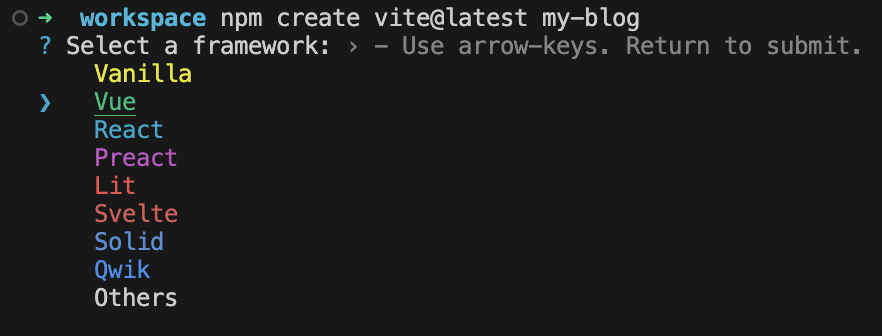 ➜ workspace npm create vite@latest my-blog
? Select a framework: › - Use arrow-keys. Return to submit.
Vanilla
❯ Vue
React
Preact
Lit
Svelte
Solid
Qwik
Others